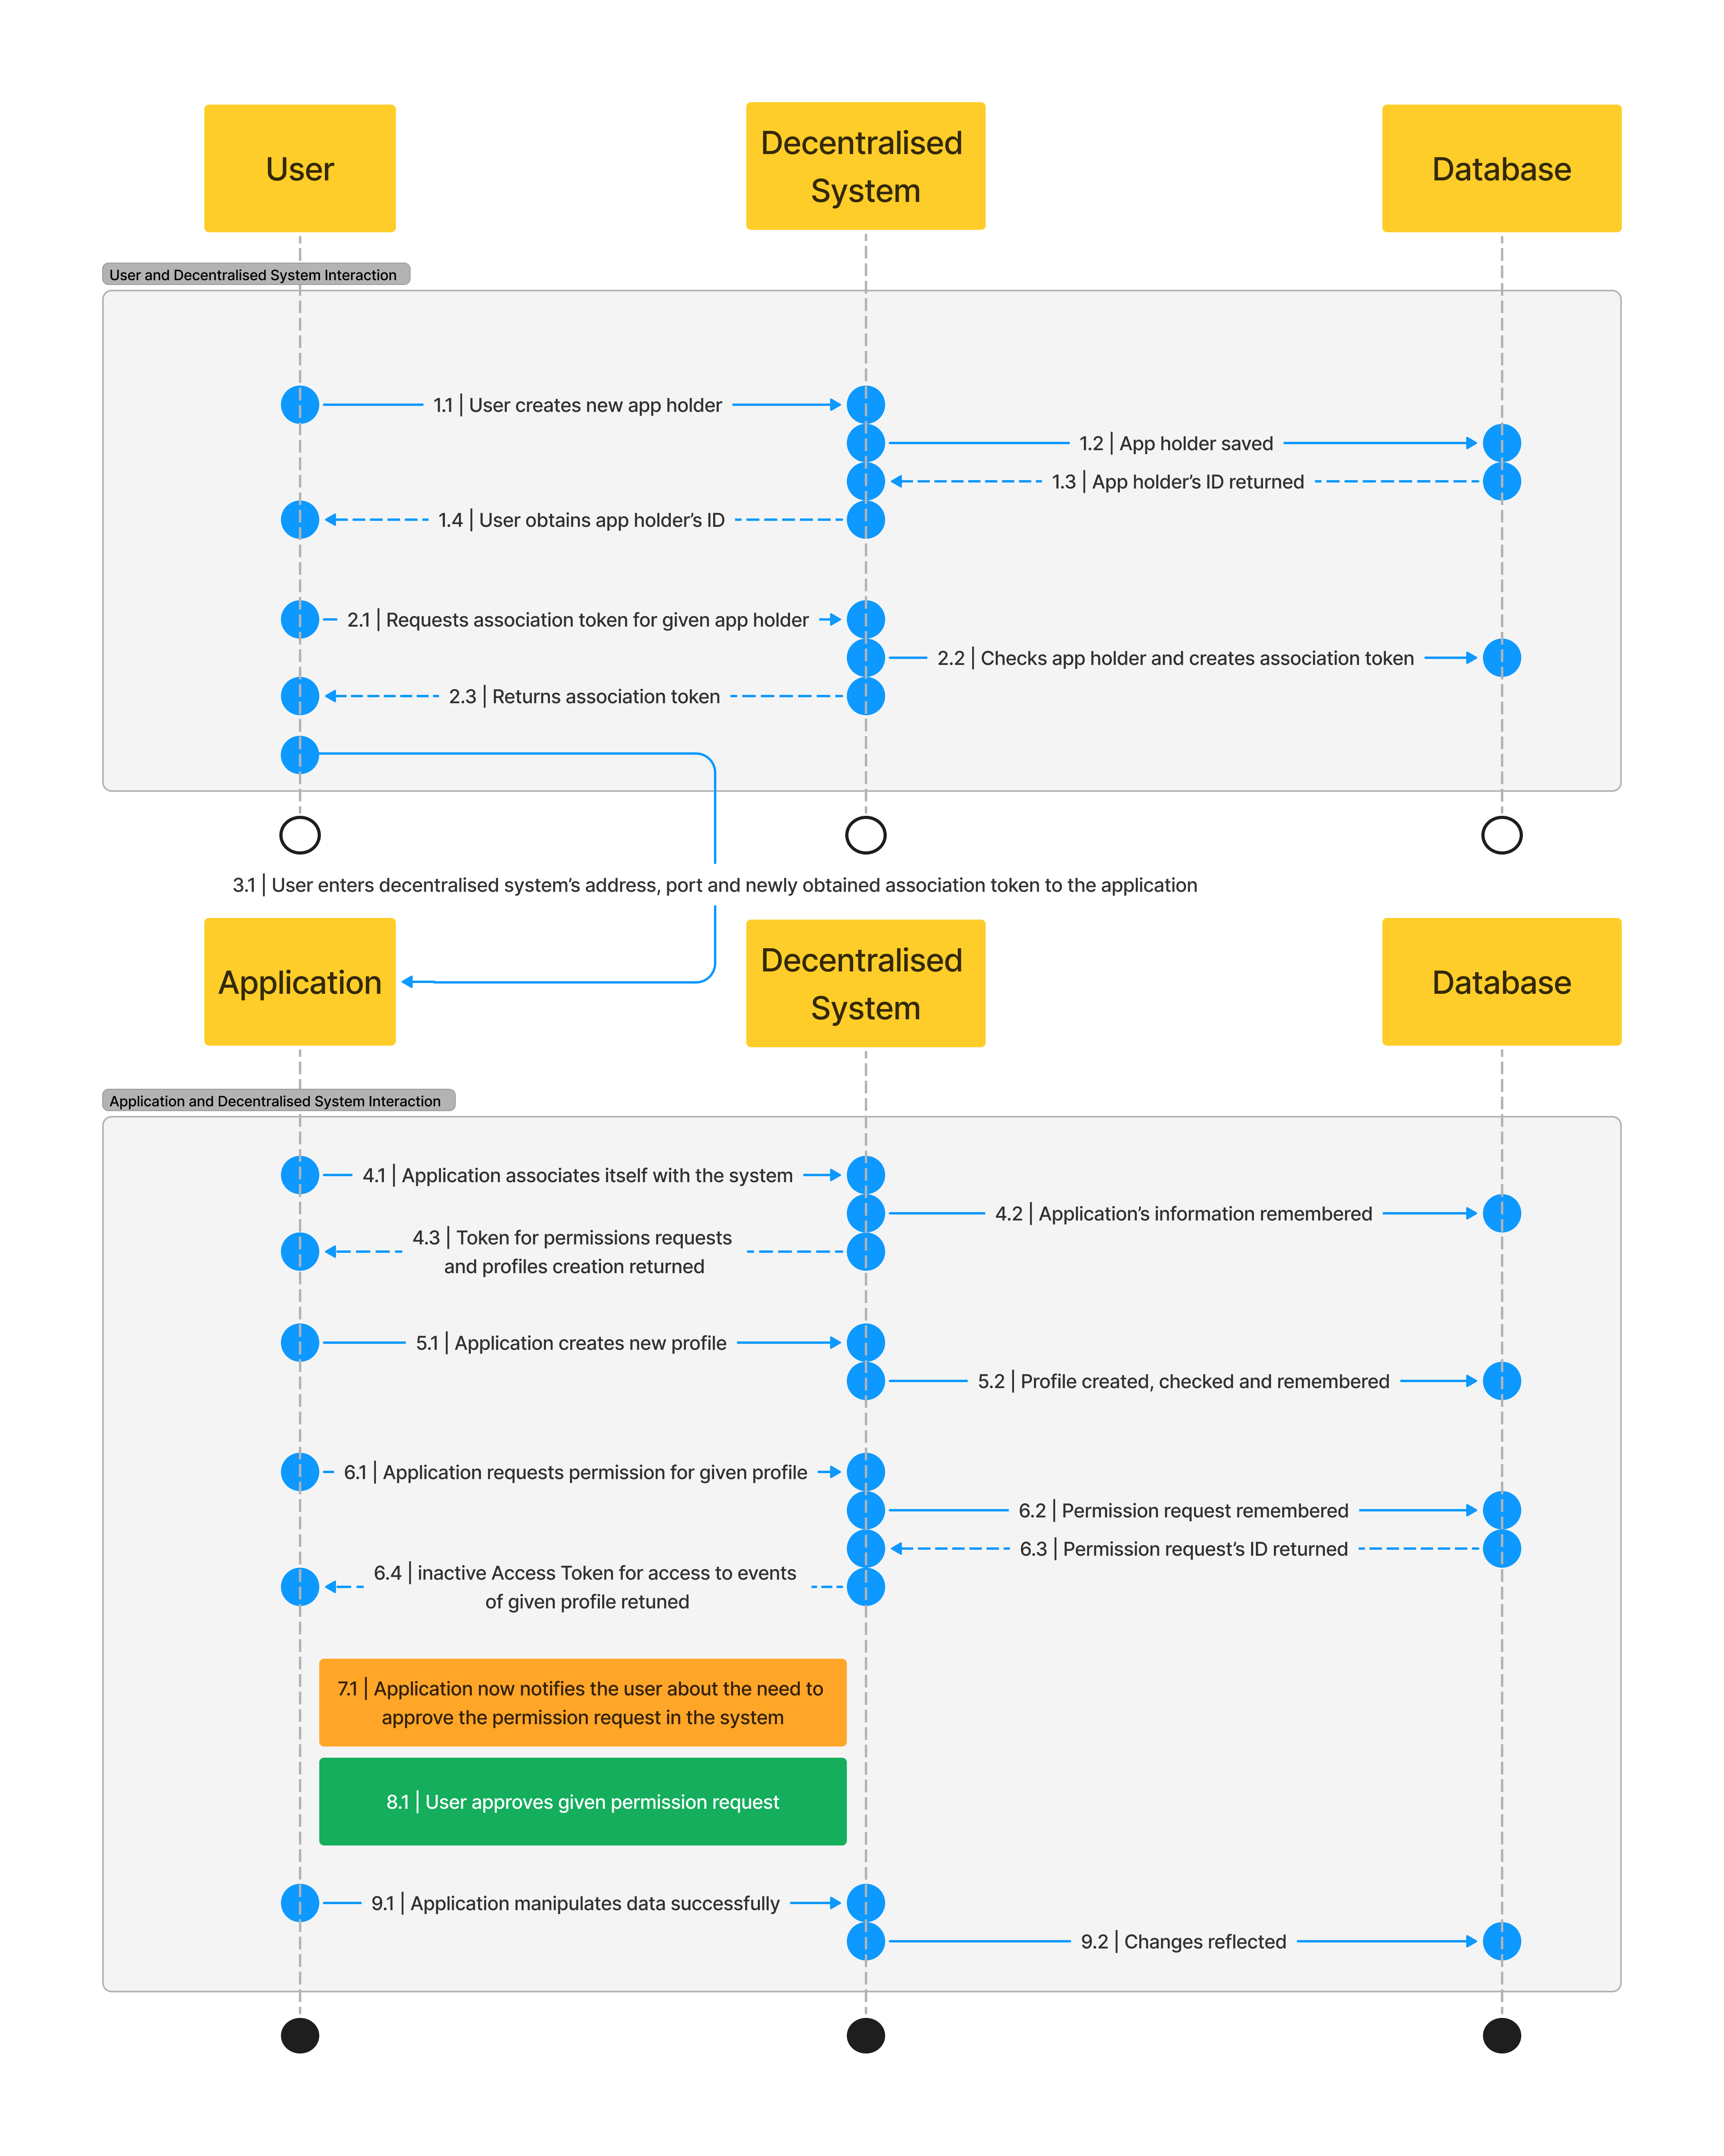 User
Decentralised
System
Database
User and Decentralised System Interaction
1.1 | User creates new app holder
1.2 | App holder saved
1.3 | App holder’s ID returned
1.4 | User obtains app holder’s ID
2.1 | Requests association token for given app holder
2.2 | Checks app holder and creates association token
2.3 | Returns association token
3.1 | User enters decentralised system’s address, port and newly obtained association token to the application
Application
Decentralised
System
Database
Application and Decentralised System Interaction
4.1 | Application associates itself with the system
4.2 | Application’s information remembered
4.3 | Token for permissions requests
and profiles creation returned
5.1 | Application creates new profile
5.2 | Profile created, checked and remembered
6.1 | Application requests permission for given profile
6.2 | Permission request remembered
6.3 | Permission request’s ID returned
6.4 | inactive Access Token for access to events
of given profile retuned
7.1 | Application now notifies the user about the need to
approve the permission request in the system
8.1 | User approves given permission request
9.1 | Application manipulates data successfully
9.2 | Changes reflected